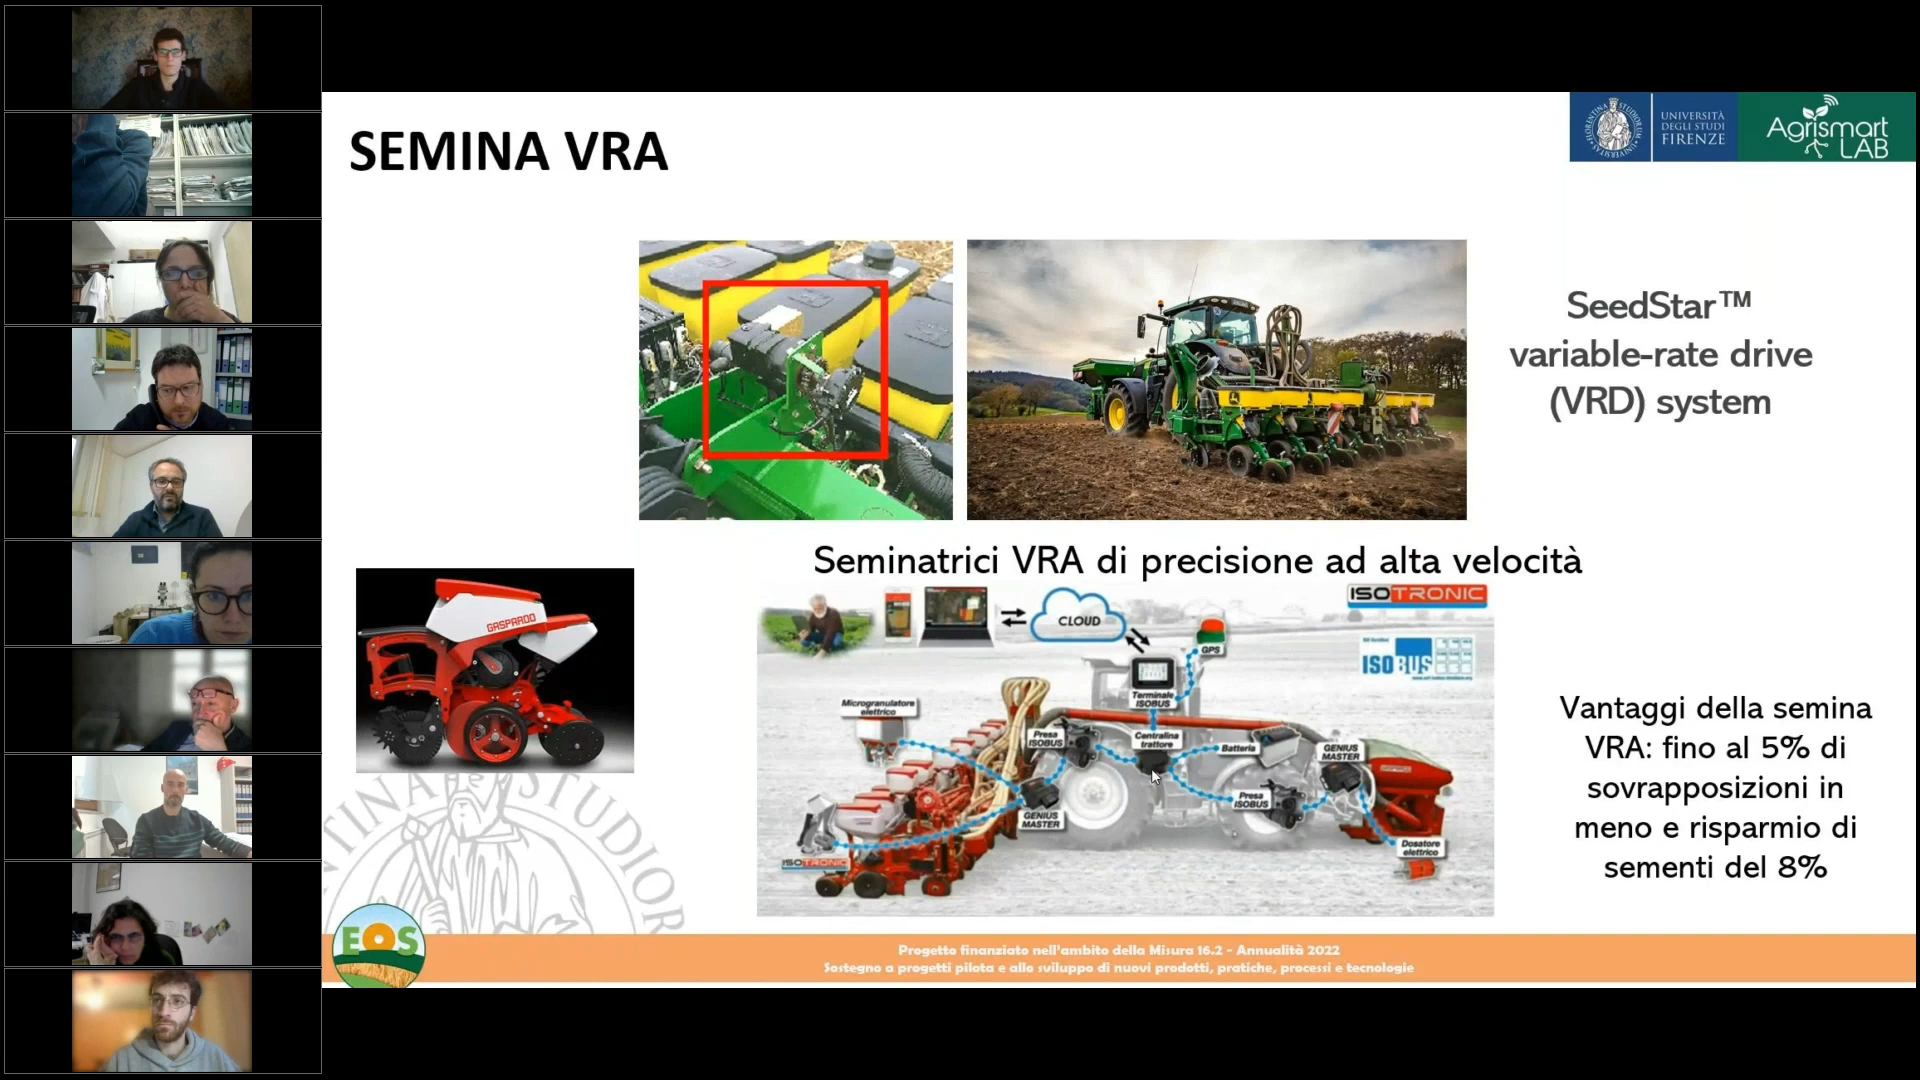 SEMINA VRA
UNIVERSITÀ
DEGLI STUDI
FIRENZE
Agrismart
LAB
SeedStar™
variable-rate drive
(VRD) system
Seminatrici VRA di precisione ad alta velocità
GASPARDO
ISOTRONIC
CLOUD
GPS
ISOBUS
Terminale
ISOBUS
Microgranulatore
elettrico
Presa
ISOBUS
Centralina
trattore
Batteria
GENIUS
MASTER
Presa
ISOBUS
GENIUS
MASTER
Dosatore
elettrico
ISOTRONIC
Vantaggi della semina
VRA: fino al 5% di
sovrapposizioni in
meno e risparmio di
sementi del 8%
EOS
Progetto finanziato nell'ambito della Misura 16.2 - Annualità 2022
Sostegno a progetti pilota e allo sviluppo di nuovi prodotti, pratiche, processi e tecnologie